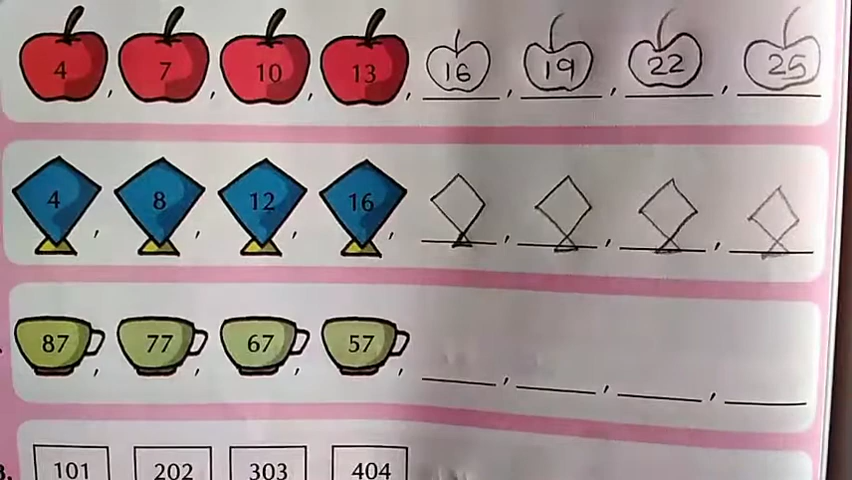 4, 7, 10, 13, 16, 19, 22, 25
4, 8, 12, 16,
87, 77, 67, 57,
101 202 303 404